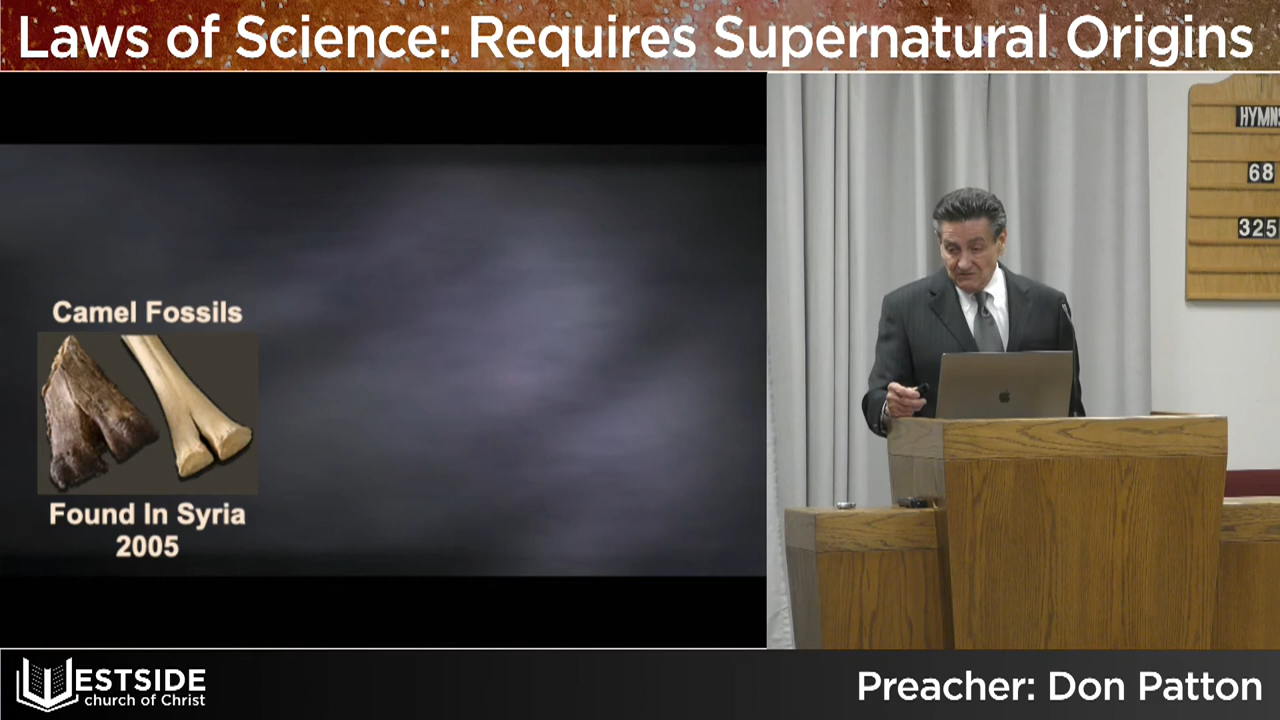 Laws of Science: Requires Supernatural Origins
HYMNS
68
325
Camel Fossils
Found In Syria
2005
WESTSIDE
church of Christ
Preacher: Don Patton